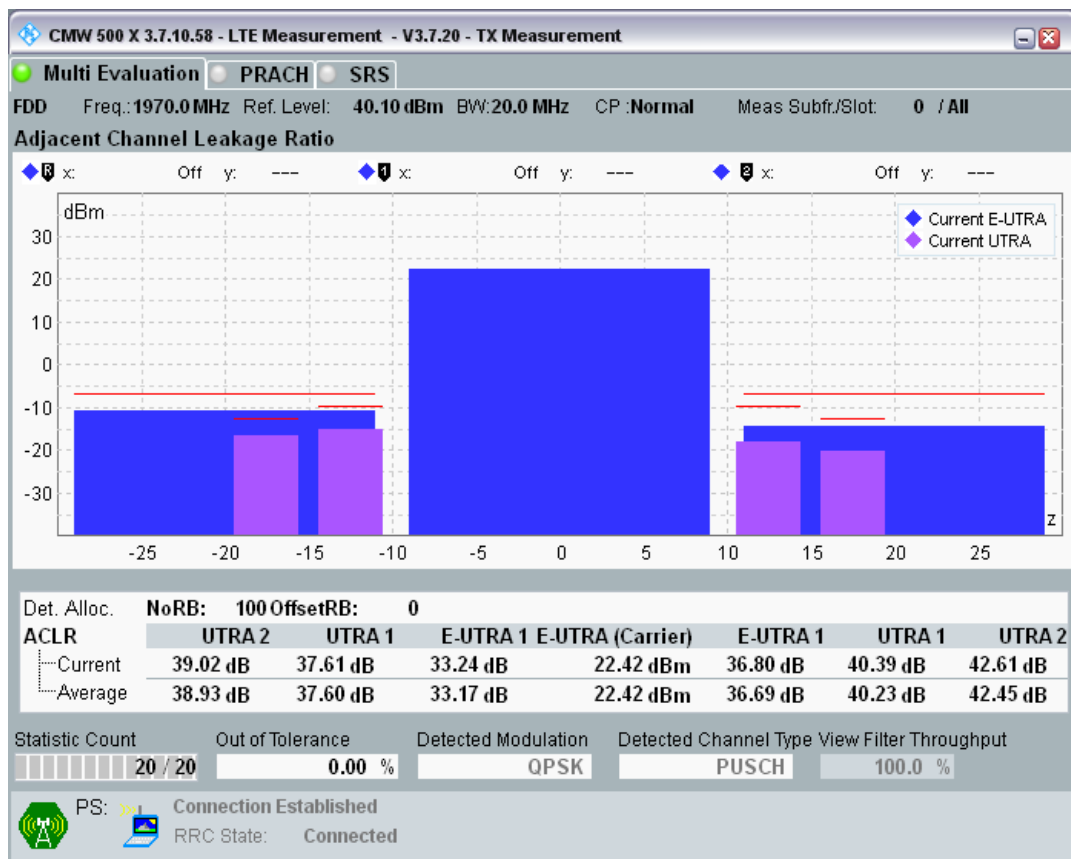 CMW 500 X 3.7.10.58 - LTE Measurement - V3.7.20 - TX Measurement
Multi Evaluation PRACH SRS
FDD Freq.:1970.0 MHz Ref. Level: 40.10 dBm BW:20.0 MHz CP :Normal Meas Subfr./Slot: 0 / All
Adjacent Channel Leakage Ratio
R x: Off y: --- 1 x: Off y: --- 2 x: Off y: ---
dBm
Current E-UTRA
Current UTRA
30
20
10
0
-10
-20
-30
z
-25 -20 -15 -10 -5 0 5 10 15 20 25
Det. Alloc. NoRB: 100 OffsetRB: 0
ACLR UTRA 2 UTRA 1 E-UTRA 1 E-UTRA (Carrier) E-UTRA 1 UTRA 1 UTRA 2
Current 39.02 dB 37.61 dB 33.24 dB 22.42 dBm 36.80 dB 40.39 dB 42.61 dB
Average 38.93 dB 37.60 dB 33.17 dB 22.42 dBm 36.69 dB 40.23 dB 42.45 dB
Statistic Count Out of Tolerance Detected Modulation Detected Channel Type View Filter Throughput
20 / 20 0.00 % QPSK PUSCH 100.0 %
PS: Connection Established
RRC State: Connected